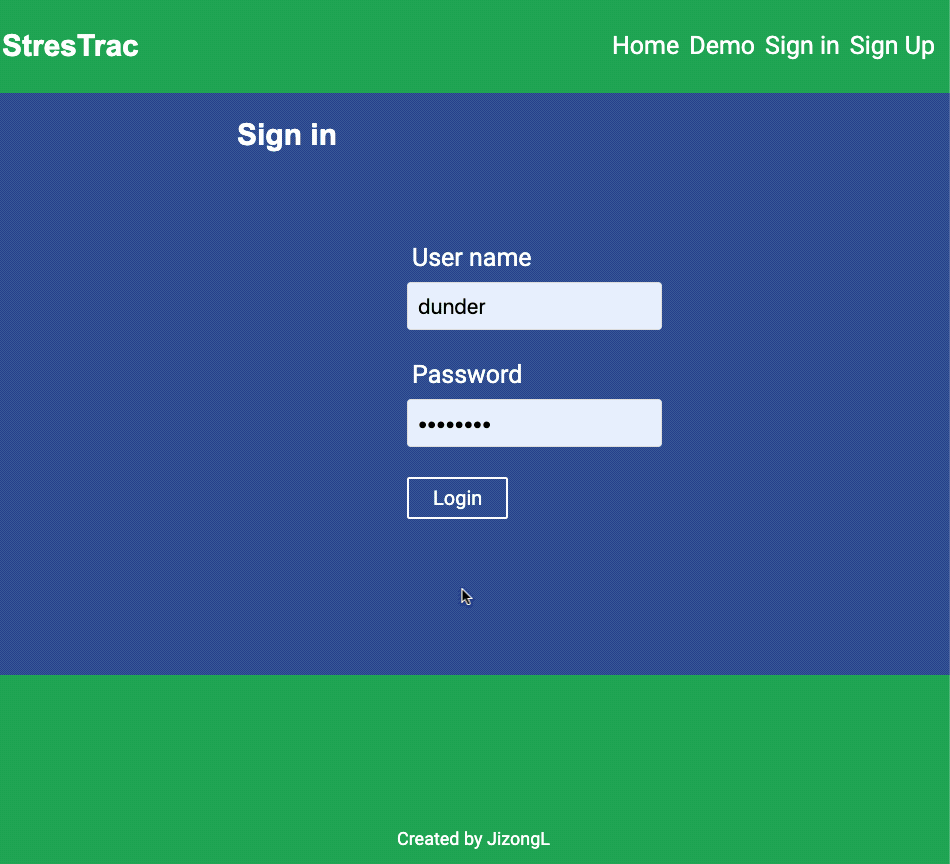 StresTrac
Home Demo Sign in Sign Up
Sign in
User name
dunder
Password
••••••••
Login
Created by JizongL